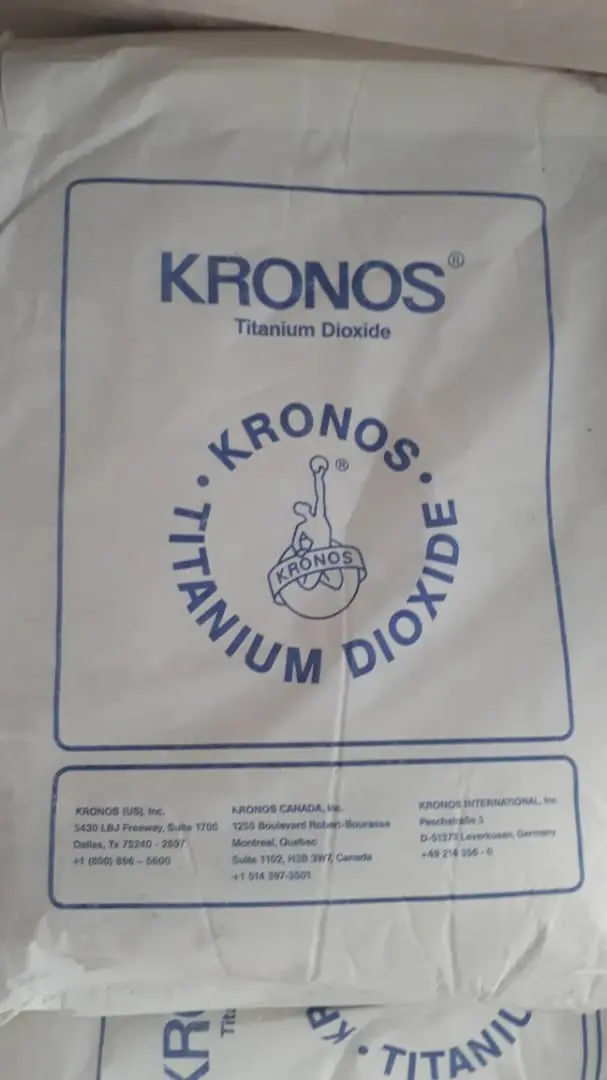 KRONOS®
Titanium Dioxide
• KRONOS •
®
KRONOS
TITANIUM DIOXIDE
KRONOS (US), Inc.
5430 LBJ Freeway, Suite 1700
Dallas, Tx 75240 - 2697
+1 (800) 866 - 5600
KRONOS CANADA, Inc.
1255 Boulevard Robert-Bourassa
Montreal, Quebec
Suite 1102, H3B 3W7, Canada
+1 514 397-3501
KRONOS INTERNATIONAL, Inc.
Peschstraße 5
D-51373 Leverkusen, Germany
+49 214 356 - 0
KR
Tit
KR
• TITANIU